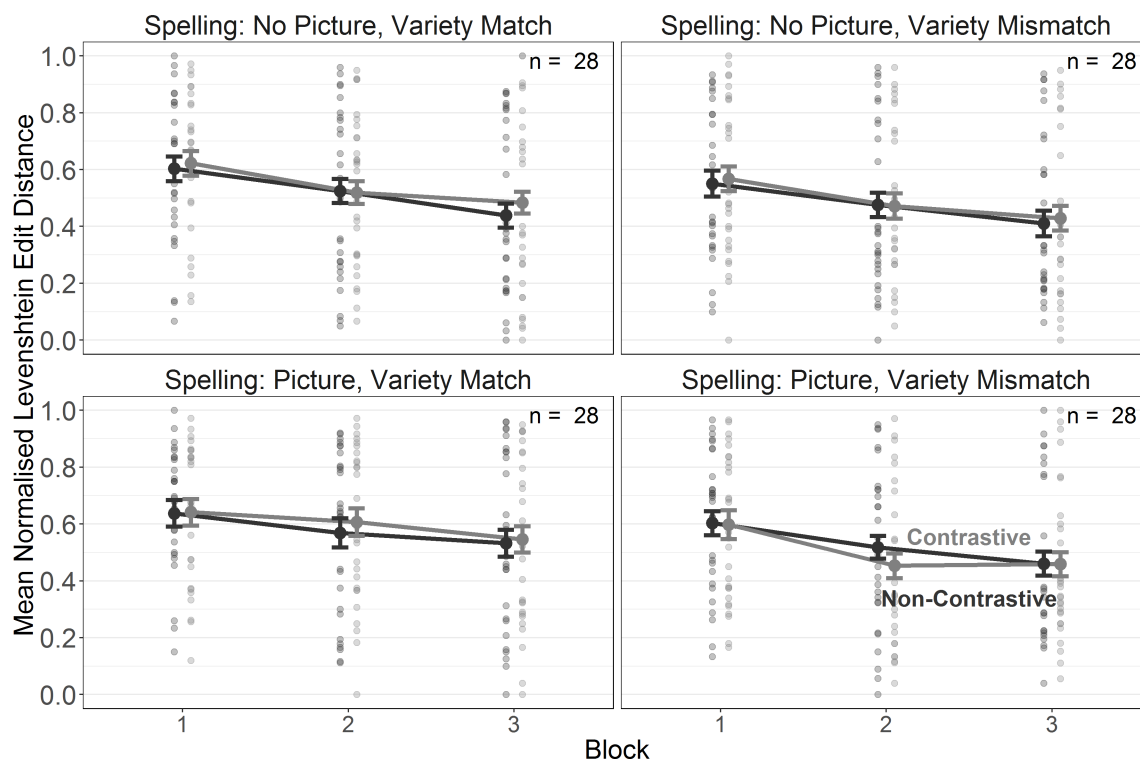 Spelling: No Picture, Variety Match
Spelling: No Picture, Variety Mismatch
n = 28
n = 28
1.0
0.8
0.6
0.4
0.2
0.0
Spelling: Picture, Variety Match
Spelling: Picture, Variety Mismatch
n = 28
n = 28
1.0
0.8
0.6
0.4
0.2
0.0
Contrastive
Non-Contrastive
1
2
3
1
2
3
Block
Mean Normalised Levenshtein Edit Distance